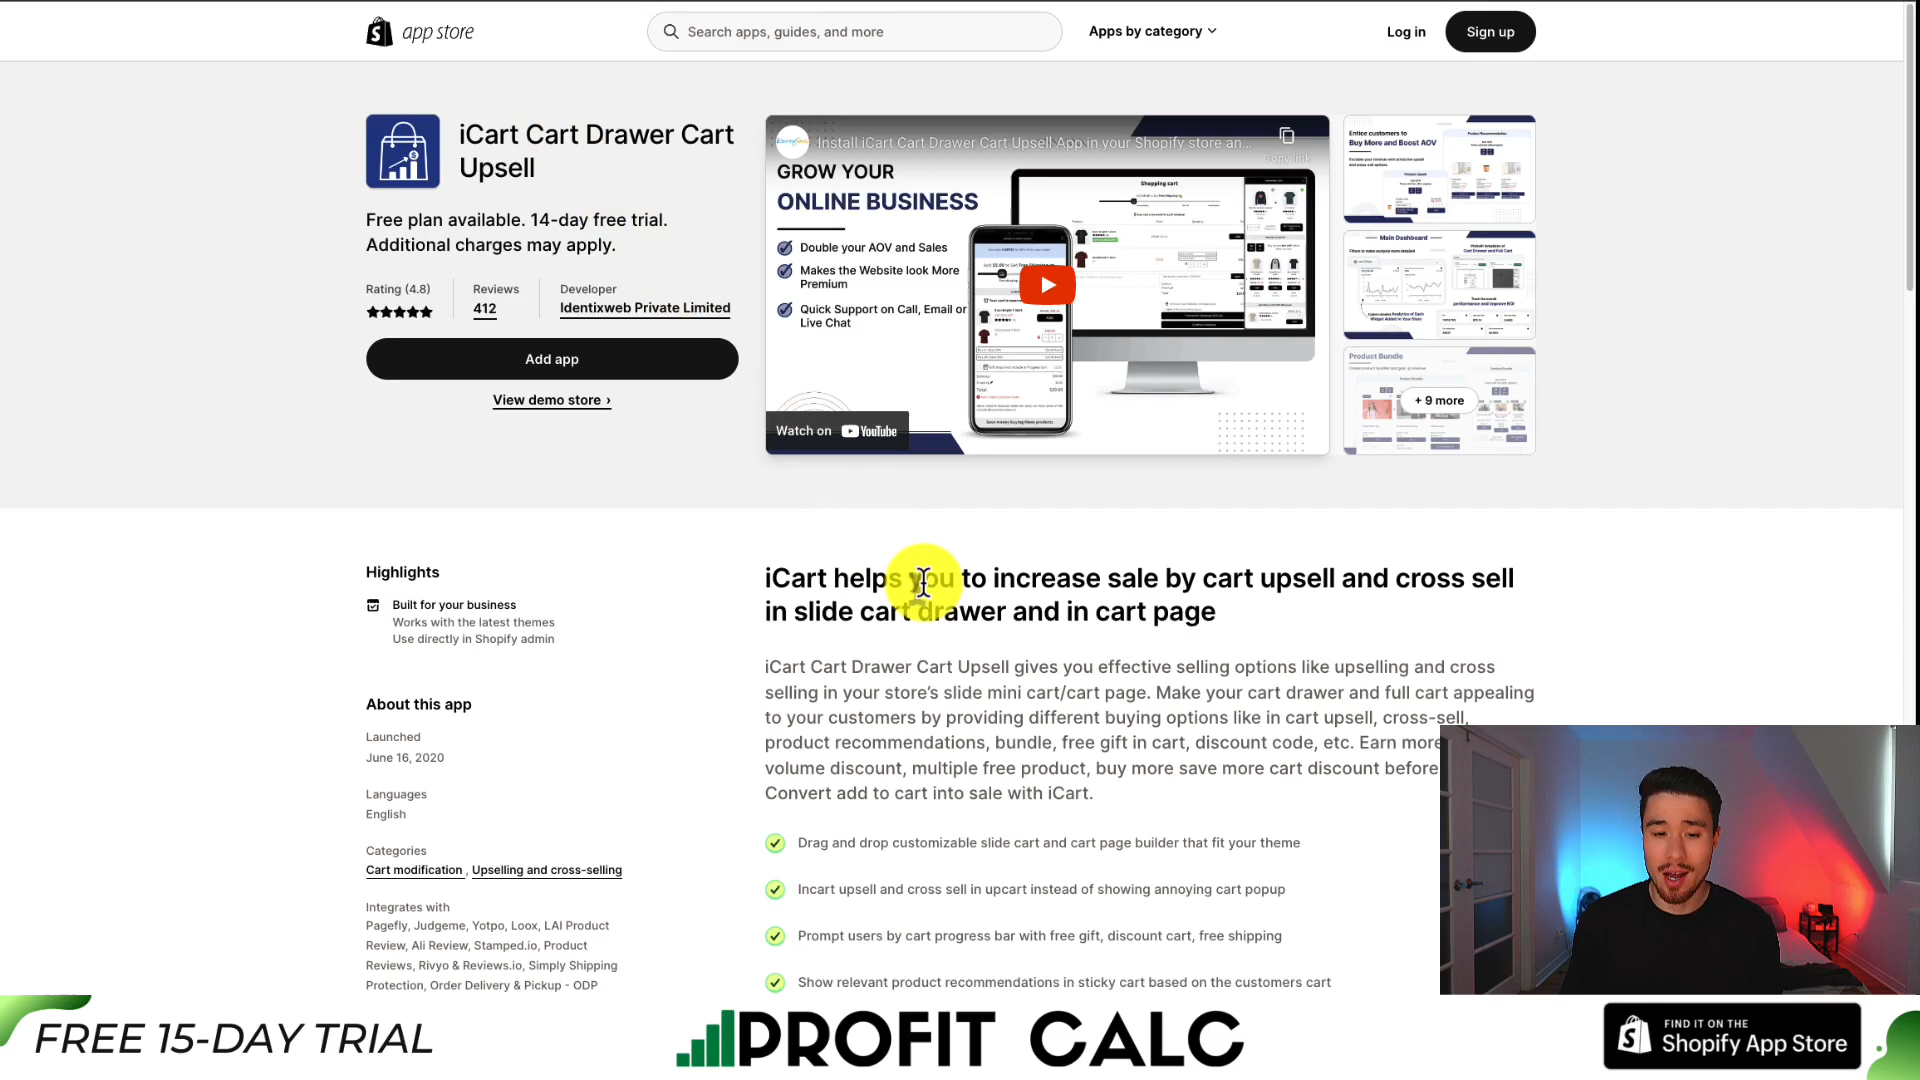 app store
Search apps, guides, and more
Apps by category
Log in
Sign up
iCart Cart Drawer Cart
Upsell
Free plan available. 14-day free trial.
Additional charges may apply.
Rating (4.8)
Reviews
412
Developer
Identixweb Private Limited
Add app
View demo store ›
Install iCart Cart Drawer Cart Upsell App in your Shopify store an...
Copy link
GROW YOUR
ONLINE BUSINESS
Double your AOV and Sales
Makes the Website look More
Premium
Quick Support on Call, Email or
Live Chat
Shopping cart
Watch on YouTube
Entice customers to
Buy More and Boost AOV
Product Recommendation
Main Dashboard
Product Bundle
+ 9 more
Highlights
Built for your business
Works with the latest themes
Use directly in Shopify admin
About this app
Launched
June 16, 2020
Languages
English
Categories
Cart modification , Upselling and cross-selling
Integrates with
Pagefly, Judgeme, Yotpo, Loox, LAI Product
Review, Ali Review, Stamped.io, Product
Reviews, Rivyo & Reviews.io, Simply Shipping
Protection, Order Delivery & Pickup - ODP
iCart helps you to increase sale by cart upsell and cross sell
in slide cart drawer and in cart page
iCart Cart Drawer Cart Upsell gives you effective selling options like upselling and cross
selling in your store's slide mini cart/cart page. Make your cart drawer and full cart appealing
to your customers by providing different buying options like in cart upsell, cross-sell,
product recommendations, bundle, free gift in cart, discount code, etc. Earn more
volume discount, multiple free product, buy more save more cart discount before
Convert add to cart into sale with iCart.
Drag and drop customizable slide cart and cart page builder that fit your theme
Incart upsell and cross sell in upcart instead of showing annoying cart popup
Prompt users by cart progress bar with free gift, discount cart, free shipping
Show relevant product recommendations in sticky cart based on the customers cart
FREE 15-DAY TRIAL
PROFIT CALC
FIND IT ON THE
Shopify App Store